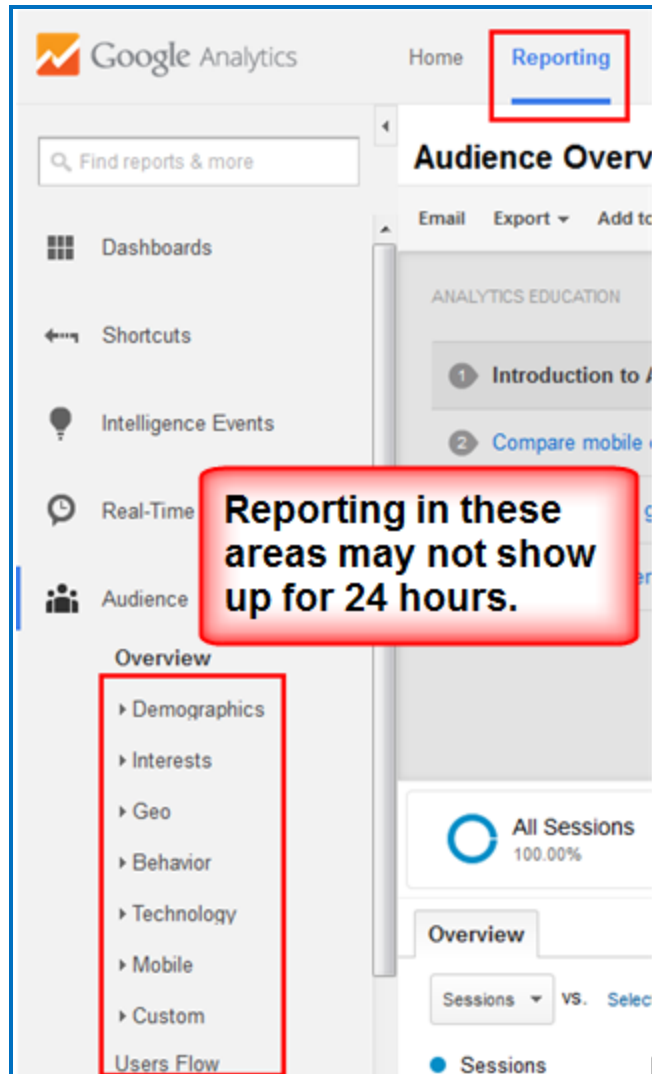 Google Analytics
Home
Reporting
Find reports & more
Audience Overv
Email
Export
Add to
Dashboards
ANALYTICS EDUCATION
Shortcuts
1 Introduction to A
Intelligence Events
2 Compare mobile
Real-Time
Reporting in these
areas may not show
up for 24 hours.
Audience
Overview
Demographics
Interests
Geo
Behavior
Technology
Mobile
Custom
Users Flow
All Sessions
100.00%
Overview
Sessions
VS.
Selec
Sessions